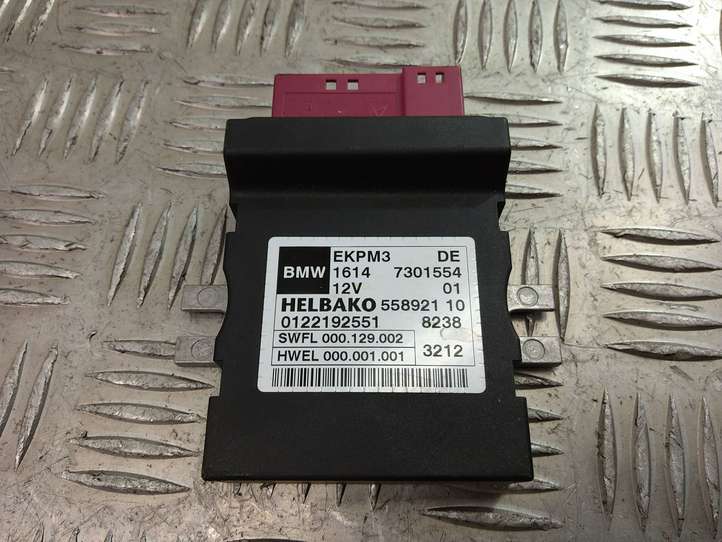 BMW EKPM3 DE
1614 7301554
12V 01
HELBAKO 558921 10
0122192551 8238
SWFL 000.129.002
HWEL 000.001.001 3212